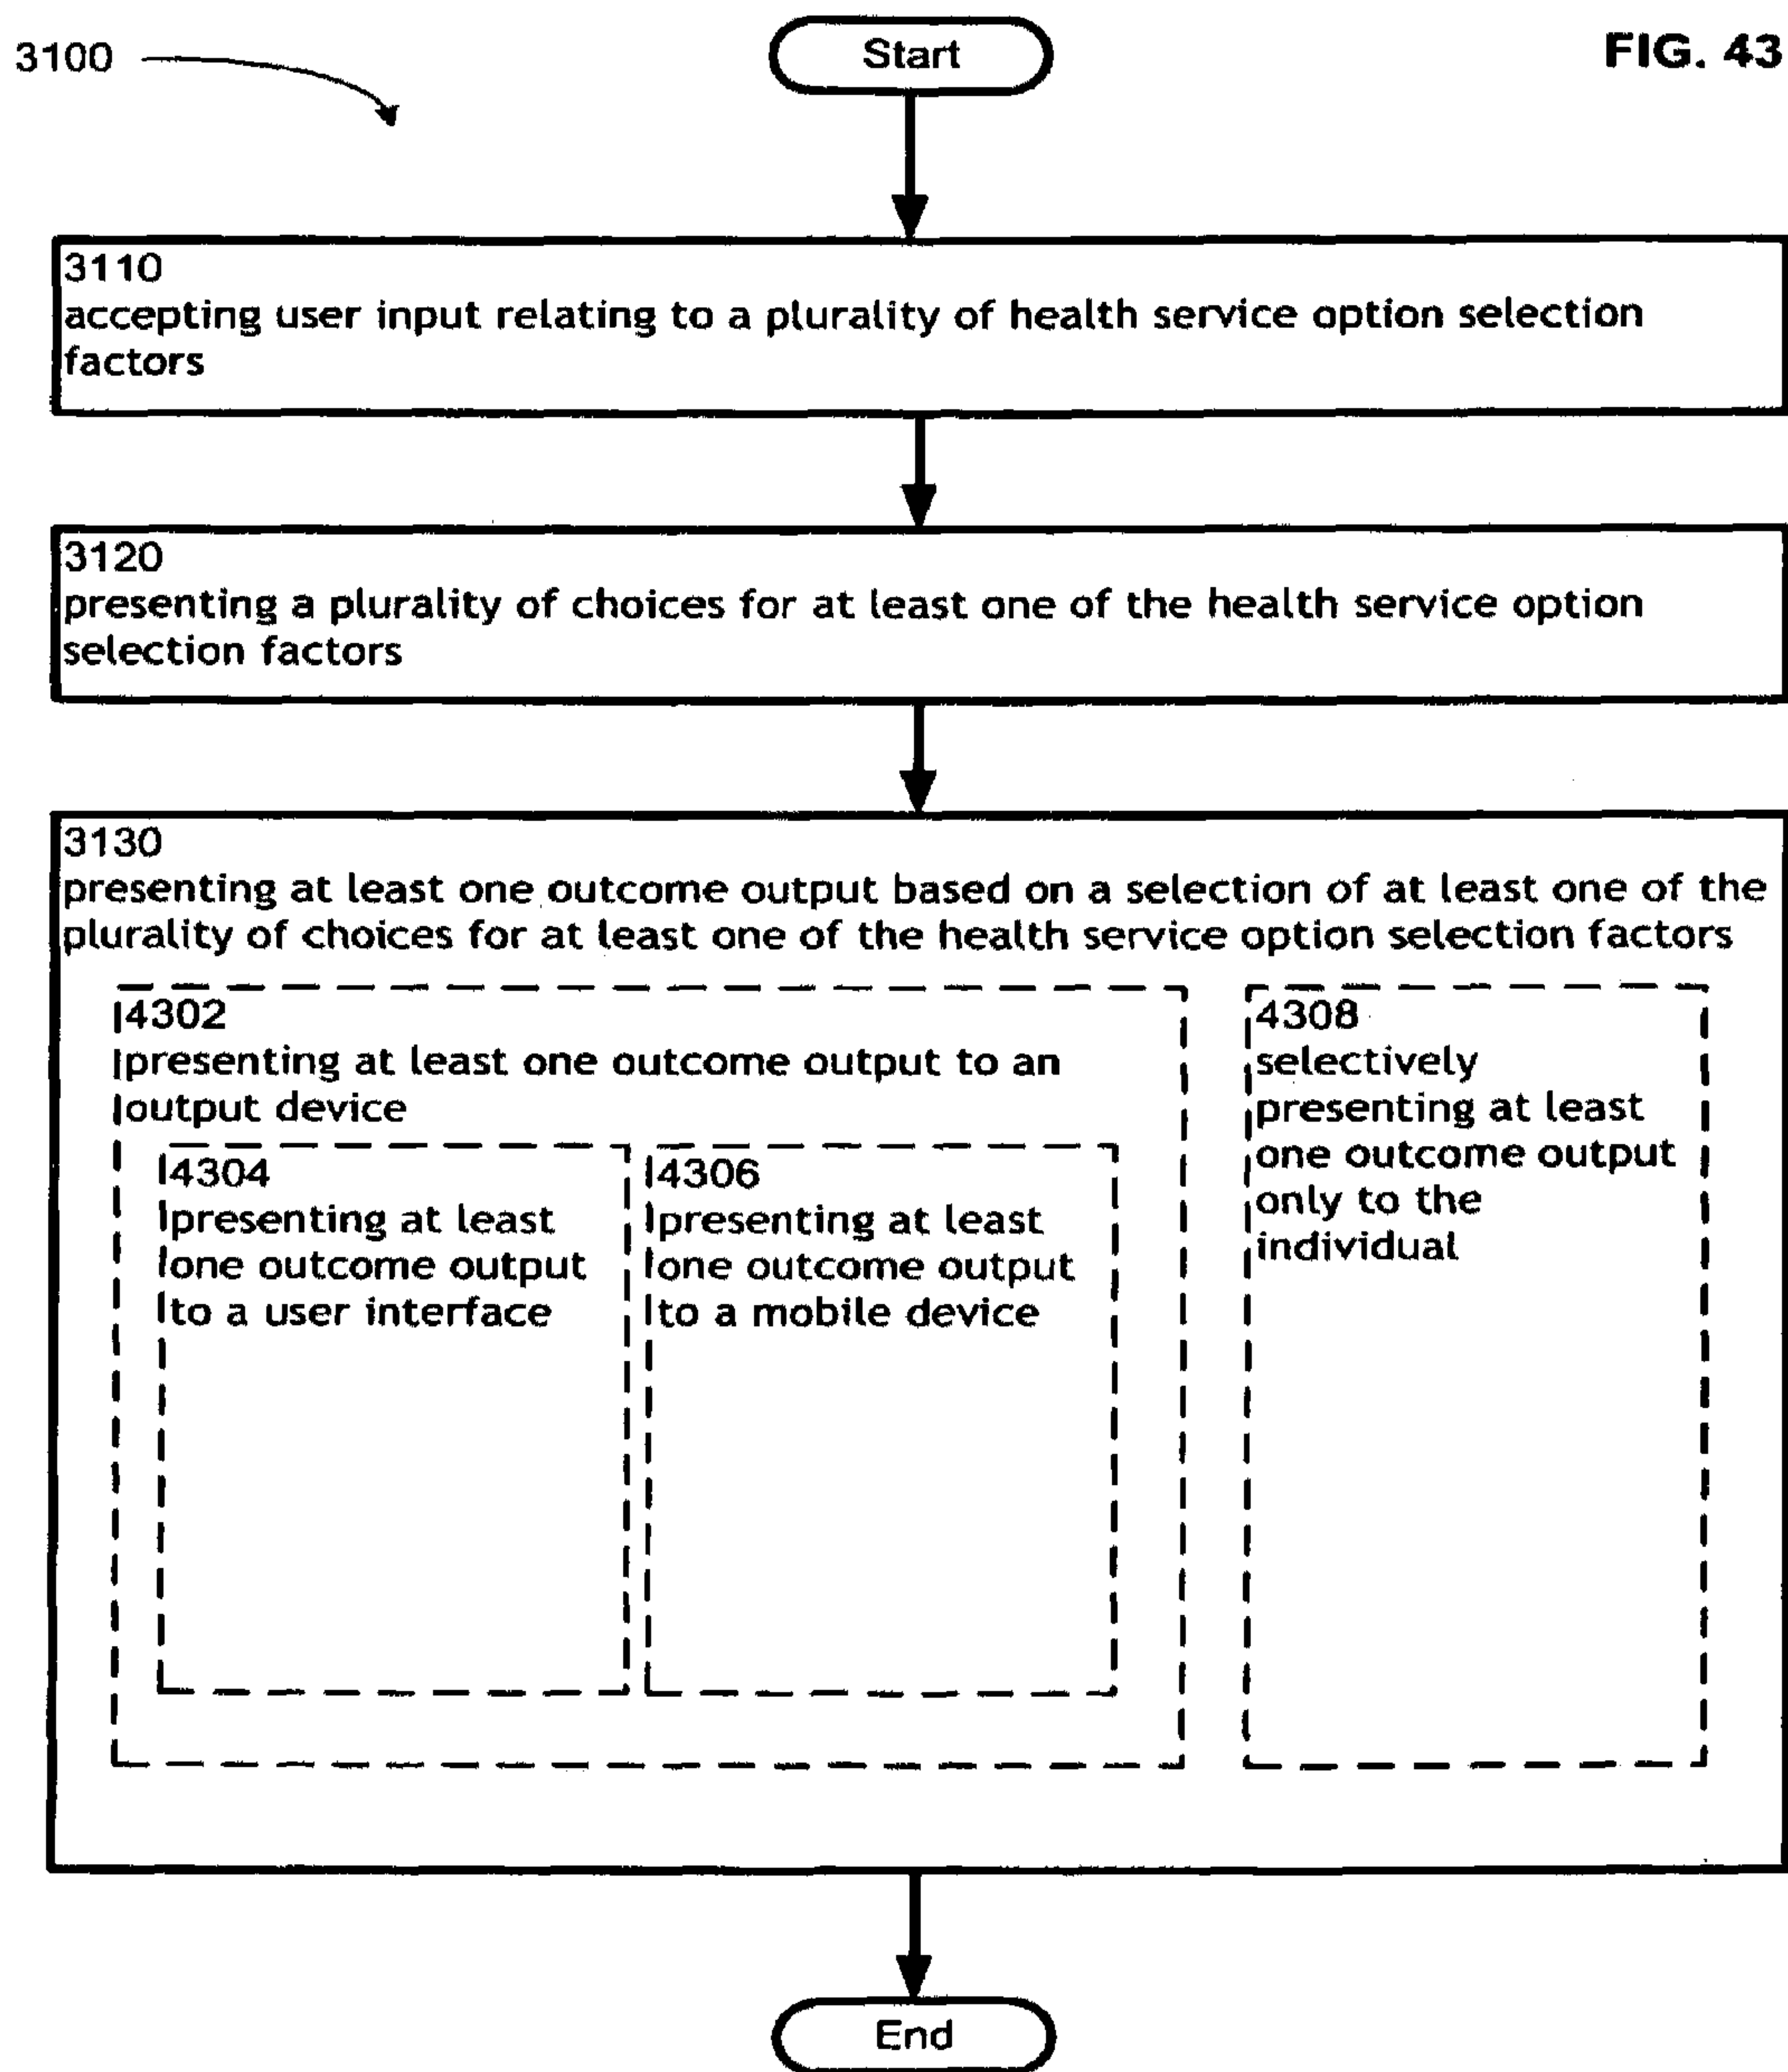 3100
Start
FIG. 43
3110
accepting user input relating to a plurality of health service option selection
factors
3120
presenting a plurality of choices for at least one of the health service option
selection factors
3130
presenting at least one outcome output based on a selection of at least one of the
plurality of choices for at least one of the health service option selection factors
4302
presenting at least one outcome output to an
output device
4304
presenting at least
one outcome output
to a user interface
4306
presenting at least
one outcome output
to a mobile device
4308
selectively
presenting at least
one outcome output
only to the
individual
End